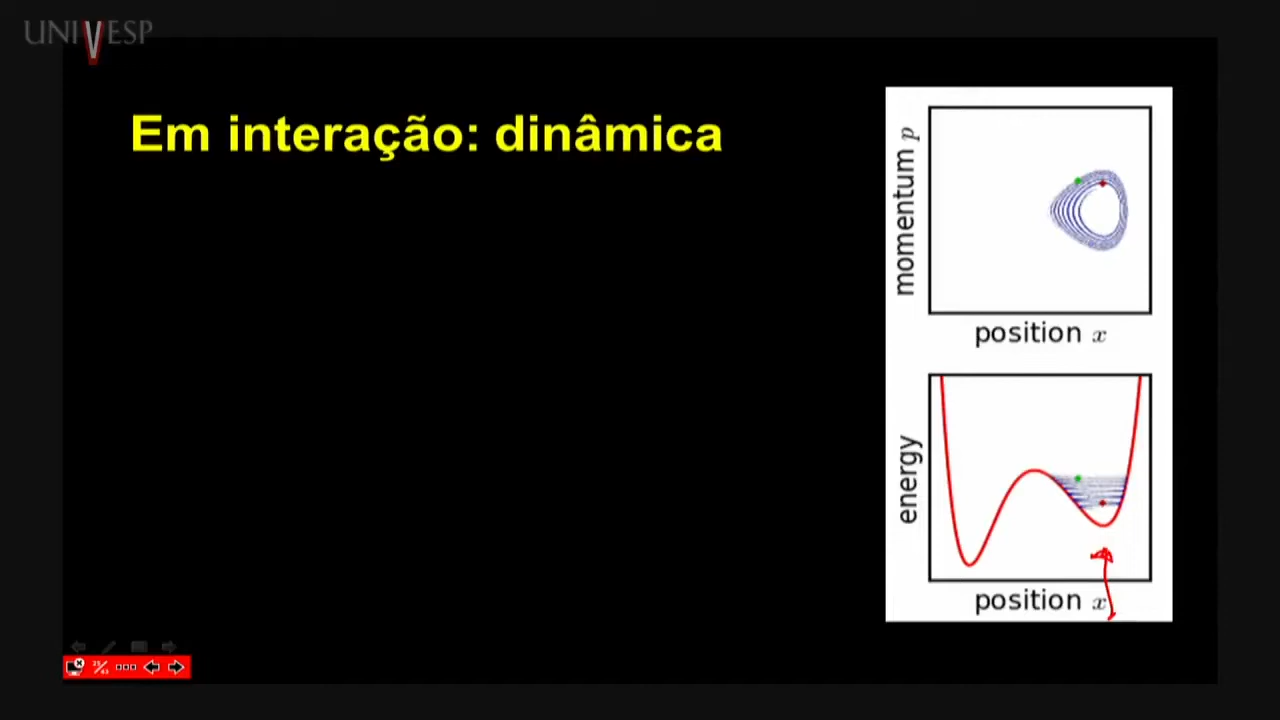 UNIVESP
Em interação: dinâmica
momentum p
position x
energy
position x